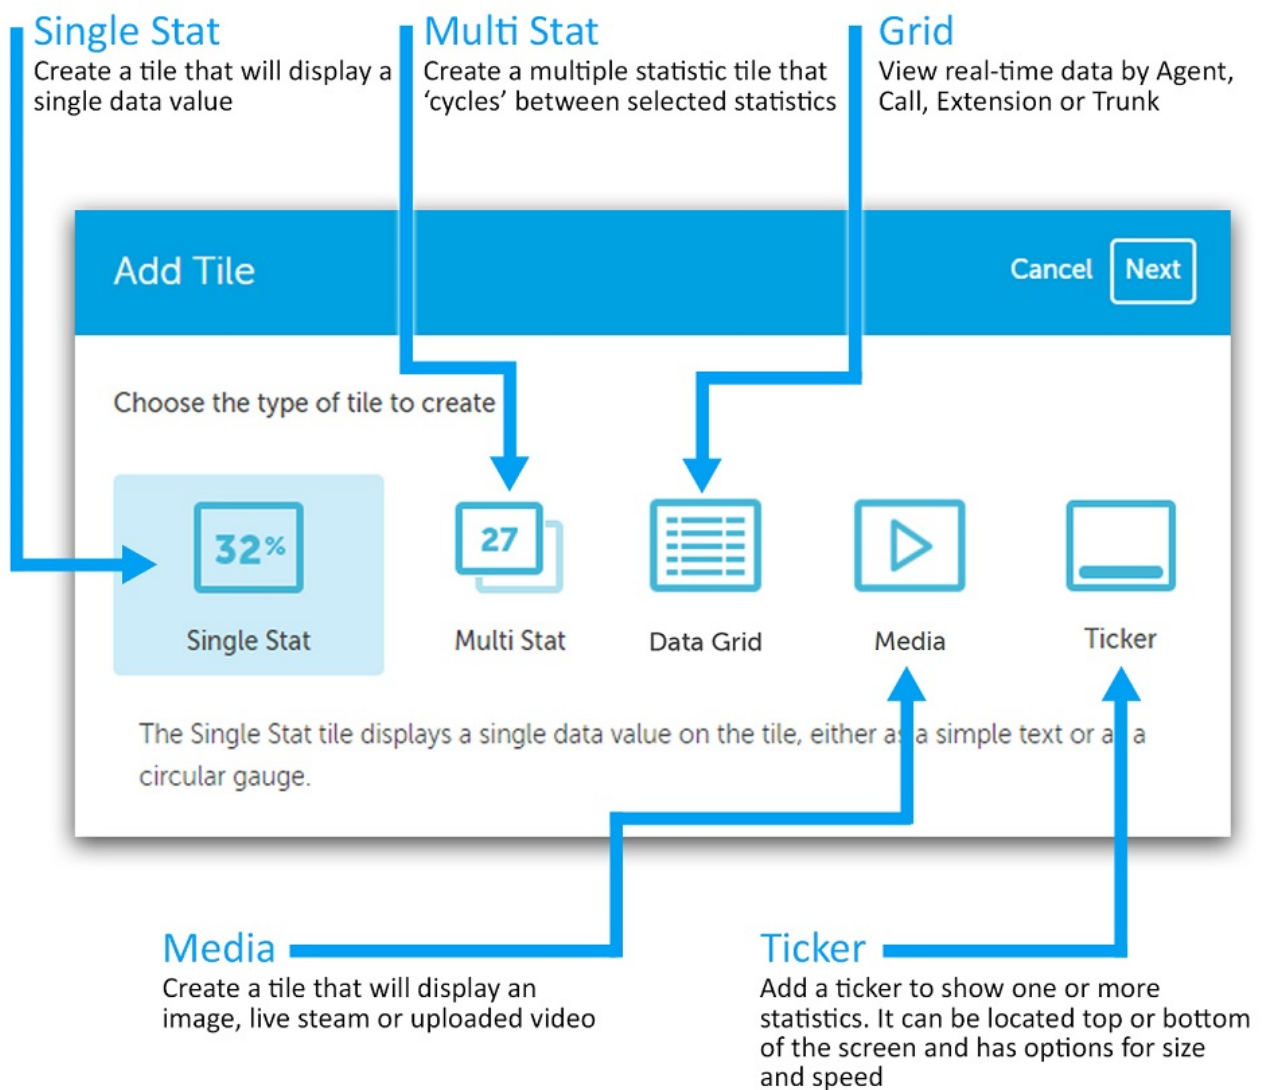 Single Stat
Create a tile that will display a
single data value
Multi Stat
Create a multiple statistic tile that
‘cycles’ between selected statistics
Grid
View real-time data by Agent,
Call, Extension or Trunk
Add Tile
Cancel
Next
Choose the type of tile to create
32%
27
Single Stat
Multi Stat
Data Grid
Media
Ticker
The Single Stat tile displays a single data value on the tile, either as a simple text or as a
circular gauge.
Media
Create a tile that will display an
image, live steam or uploaded video
Ticker
Add a ticker to show one or more
statistics. It can be located top or bottom
of the screen and has options for size
and speed